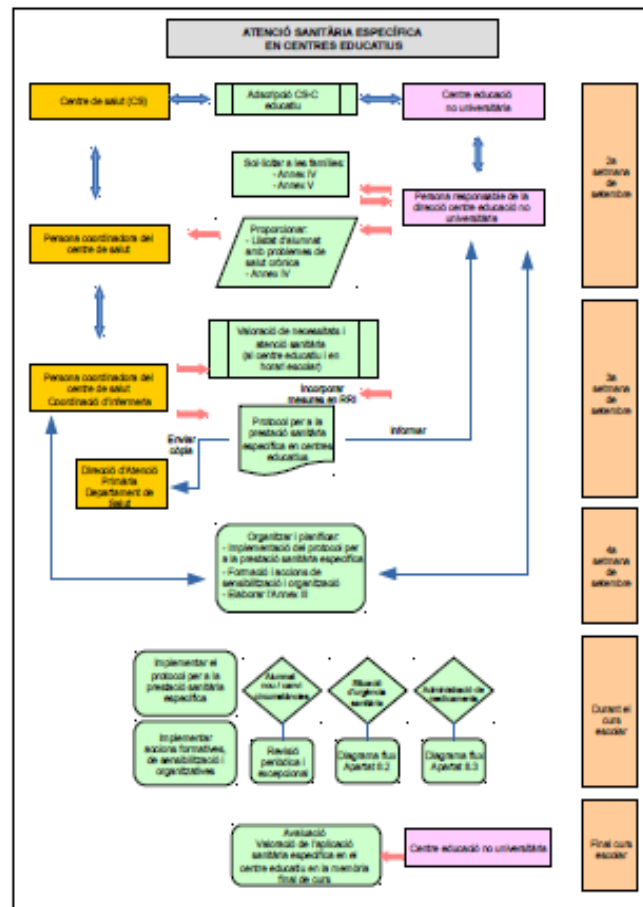 ATENCIÓ SANITÀRIA ESPECÍFICA
EN CENTRES EDUCATIUS
Centre de salut (CS)
Adscripció CS-C
educatiu
Centre educació
no universitària
2a
setmana
de
setembre
Sol·licitar a les famílies:
- Annex IV
- Annex V
Persona responsable de la
direcció centre educació no
universitària
Persona coordinadora del
centre de salut
Proporcionar:
- Llistat d'alumnat
amb problemes de
salut crònica
- Annex IV
Valoració de necessitats i
atenció sanitària
(al centre educatiu i en
horari escolar)
3a
setmana
de
setembre
Persona coordinadora del
centre de salut
Coordinació d'infermeria
Incorporar
mesures en RRI
Protocol per a la
prestació sanitària
específica en centres
educatius
Enviar
còpia
Informar
Direcció d'Atenció
Primària
Departament de
Salut
Organitzar i planificar:
- Implementació del protocol per
a la prestació sanitària específica
- Formació i accions de
sensibilització i organització
- Elaborar l'Annex III
4a
setmana
de
setembre
Implementar el
protocol per a la
prestació sanitària
específica
Alumnat
nou / canvi
circumstàncies
Situació
d'urgència
sanitària
Administració de
medicaments
Durant el
curs
escolar
Implementar
accions formatives,
de sensibilització i
organitzatives
Revisió
periòdica i
excepcional
Diagrama flux
Apartat 8.2
Diagrama flux
Apartat 8.3
Avaluació
Valoració de l'aplicació
sanitària específica en el
centre educatiu en la memòria
final de curs
Centre educació no universitària
Final curs
escolar